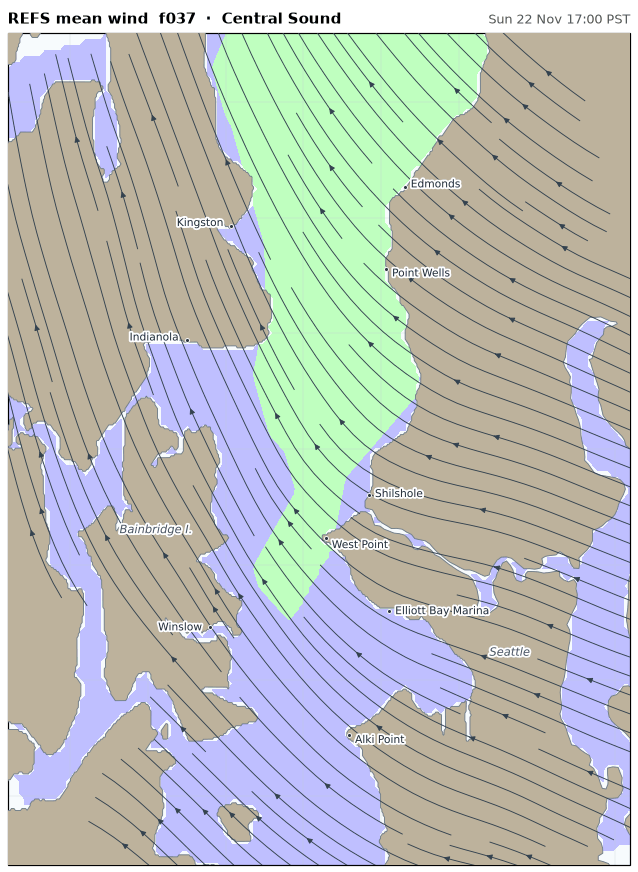 REFS mean wind f037 · Central Sound
Sun 22 Nov 17:00 PST
Edmonds
Kingston
Point Wells
Indianola
Shilshole
Bainbridge I.
West Point
Elliott Bay Marina
Winslow
Seattle
Alki Point